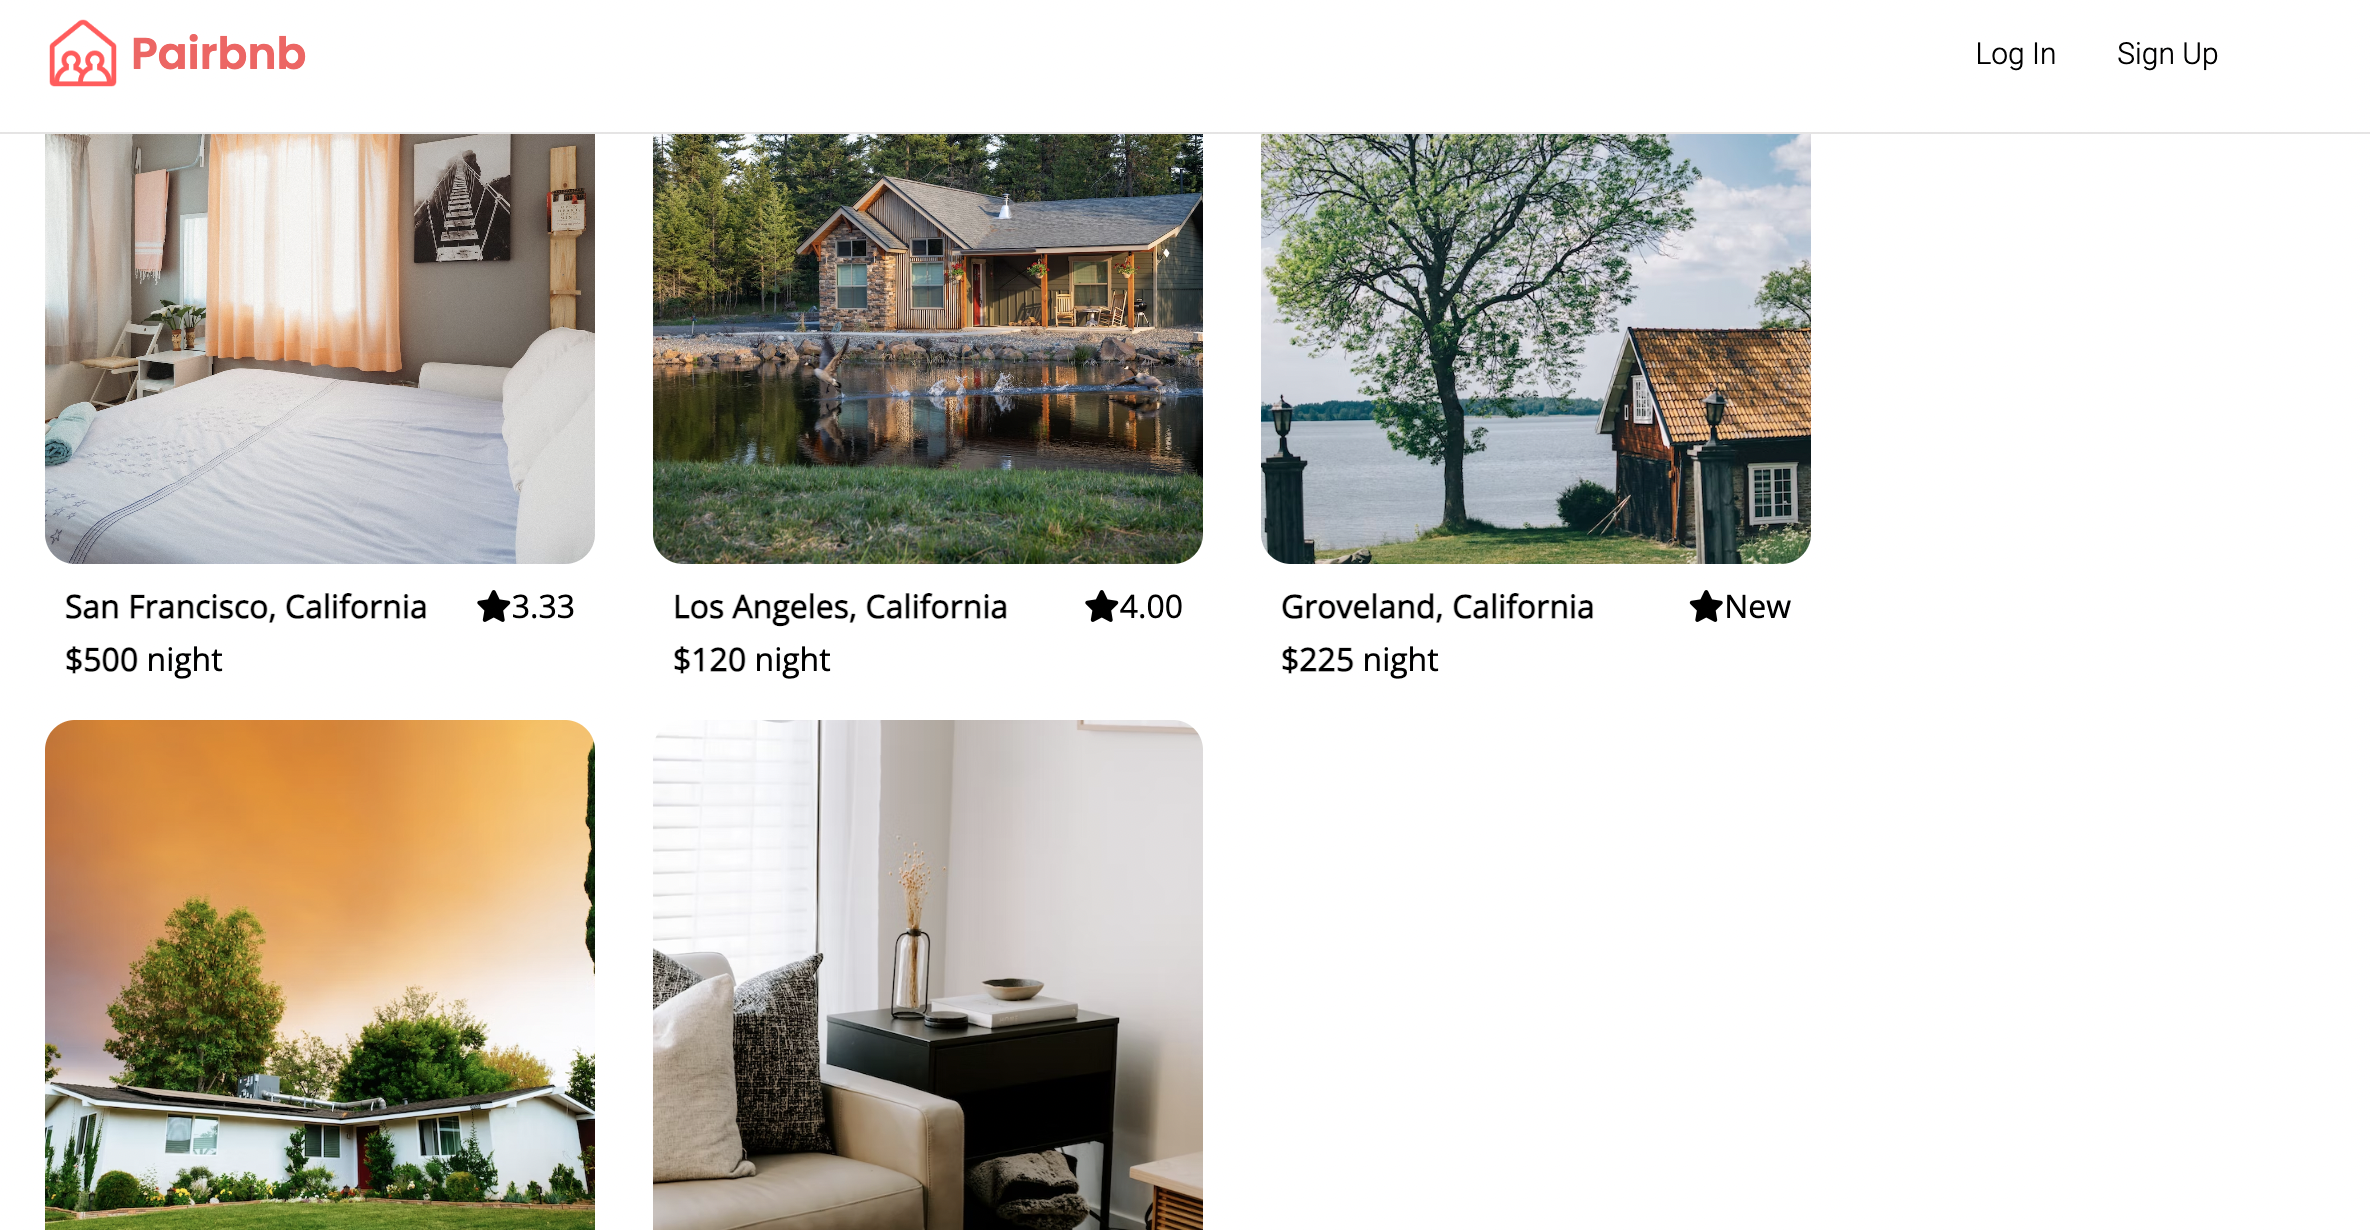 Pairbnb
Log In
Sign Up
San Francisco, California
★3.33
$500 night
Los Angeles, California
★4.00
$120 night
Groveland, California
★New
$225 night